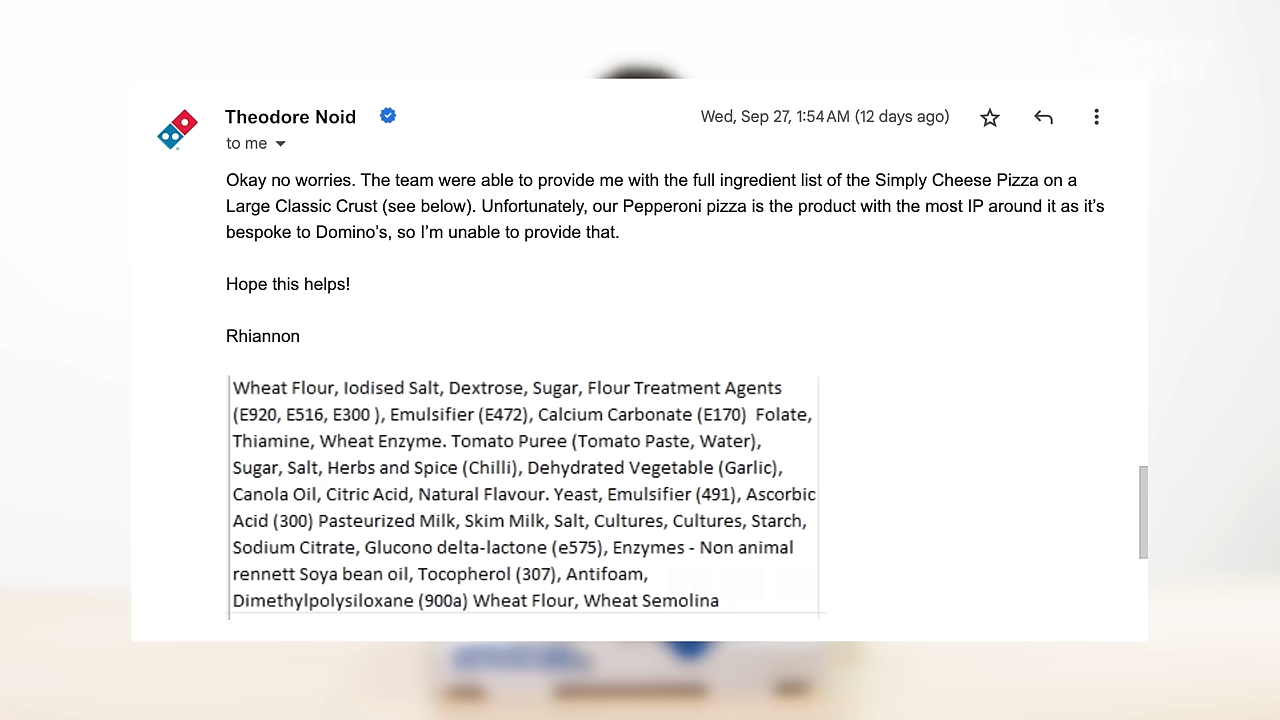 Theodore Noid
Wed, Sep 27, 1:54 AM (12 days ago)
to me
Okay no worries. The team were able to provide me with the full ingredient list of the Simply Cheese Pizza on a
Large Classic Crust (see below). Unfortunately, our Pepperoni pizza is the product with the most IP around it as it's
bespoke to Domino's, so I'm unable to provide that.
Hope this helps!
Rhiannon
Wheat Flour, Iodised Salt, Dextrose, Sugar, Flour Treatment Agents
(E920, E516, E300 ), Emulsifier (E472), Calcium Carbonate (E170)  Folate,
Thiamine, Wheat Enzyme. Tomato Puree (Tomato Paste, Water),
Sugar, Salt, Herbs and Spice (Chilli), Dehydrated Vegetable (Garlic),
Canola Oil, Citric Acid, Natural Flavour. Yeast, Emulsifier (491), Ascorbic
Acid (300) Pasteurized Milk, Skim Milk, Salt, Cultures, Cultures, Starch,
Sodium Citrate, Glucono delta-lactone (e575), Enzymes - Non animal
rennett Soya bean oil, Tocopherol (307), Antifoam,
Dimethylpolysiloxane (900a) Wheat Flour, Wheat Semolina